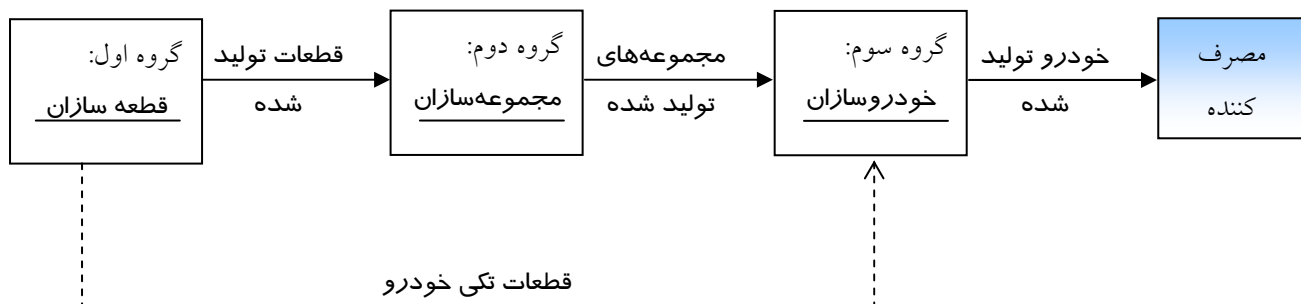 گروه اول:
قطعه سازان
قطعات تولید
شده
گروه دوم:
مجموعه‌سازان
مجموعه‌های
تولید شده
گروه سوم:
خودروسازان
خودرو تولید
شده
مصرف
کننده
قطعات تکی خودرو